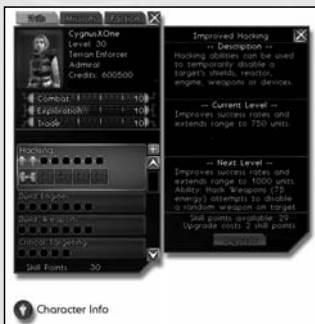 Skills Missions Faction
CygnusXOne
Level: 30
Terran Enforcer
Admiral
Credits: 600500
Combat 10
Exploration 10
Trade 10
Hacking
Build Engines
Build Weapons
Critical Targeting
Skill Points 30
Improved Hacking
-- Description --
Hacking abilities can be used
to temporarily disable a
target's shields, reactor,
engine, weapons or devices.
-- Current Level --
Improves success rates and
extends range to 750 units.
-- Next Level --
Improves success rates and
extends range to 1000 units.
Ability: Hack Weapons (75
energy) attempts to disable
a random weapon on target
Skill points available: 29
Upgrade costs 2 skill points
Character Info